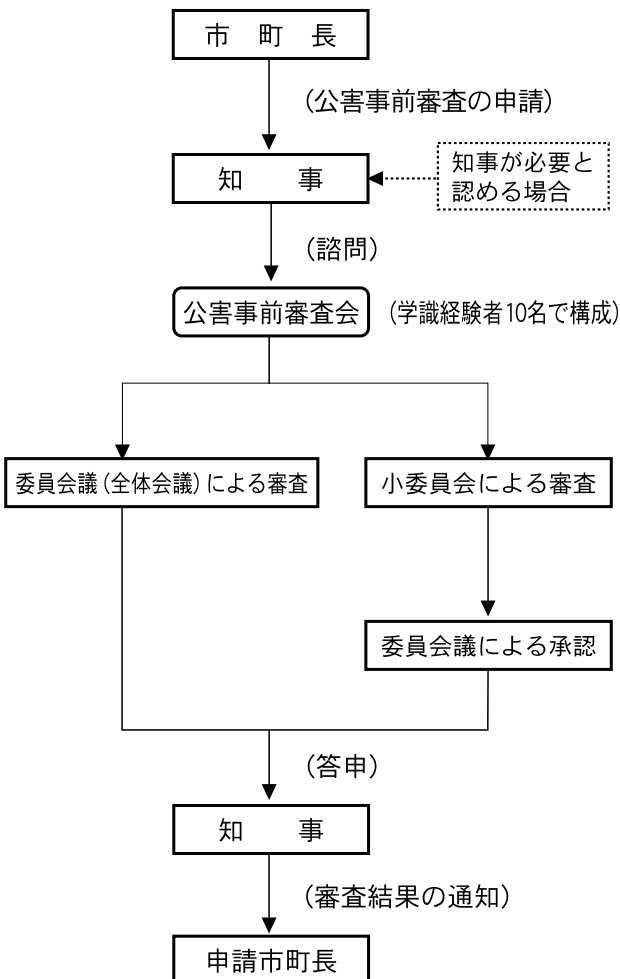 市町長
(公害事前審査の申請)
知事
知事が必要と
認める場合
(諮問)
公害事前審査会
(学識経験者10名で構成)
委員会議(全体会議)による審査
小委員会による審査
委員会議による承認
(答申)
知事
(審査結果の通知)
申請市町長